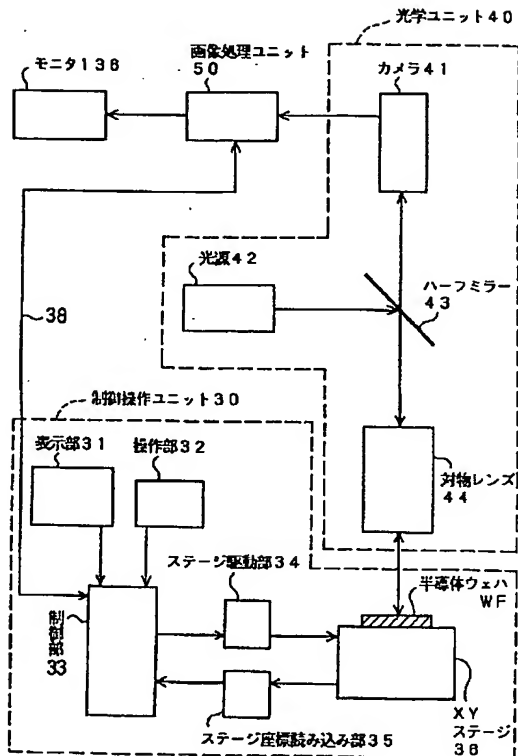 光学ユニット40
モニタ136
画像処理ユニット
50
カメラ41
光源42
ハーフミラー
43
38
制御操作ユニット30
表示部31
操作部32
対物レンズ
44
ステージ駆動部34
半導体ウェハ
WF
制御部
33
ステージ座標読み込み部35
XY
ステージ
36